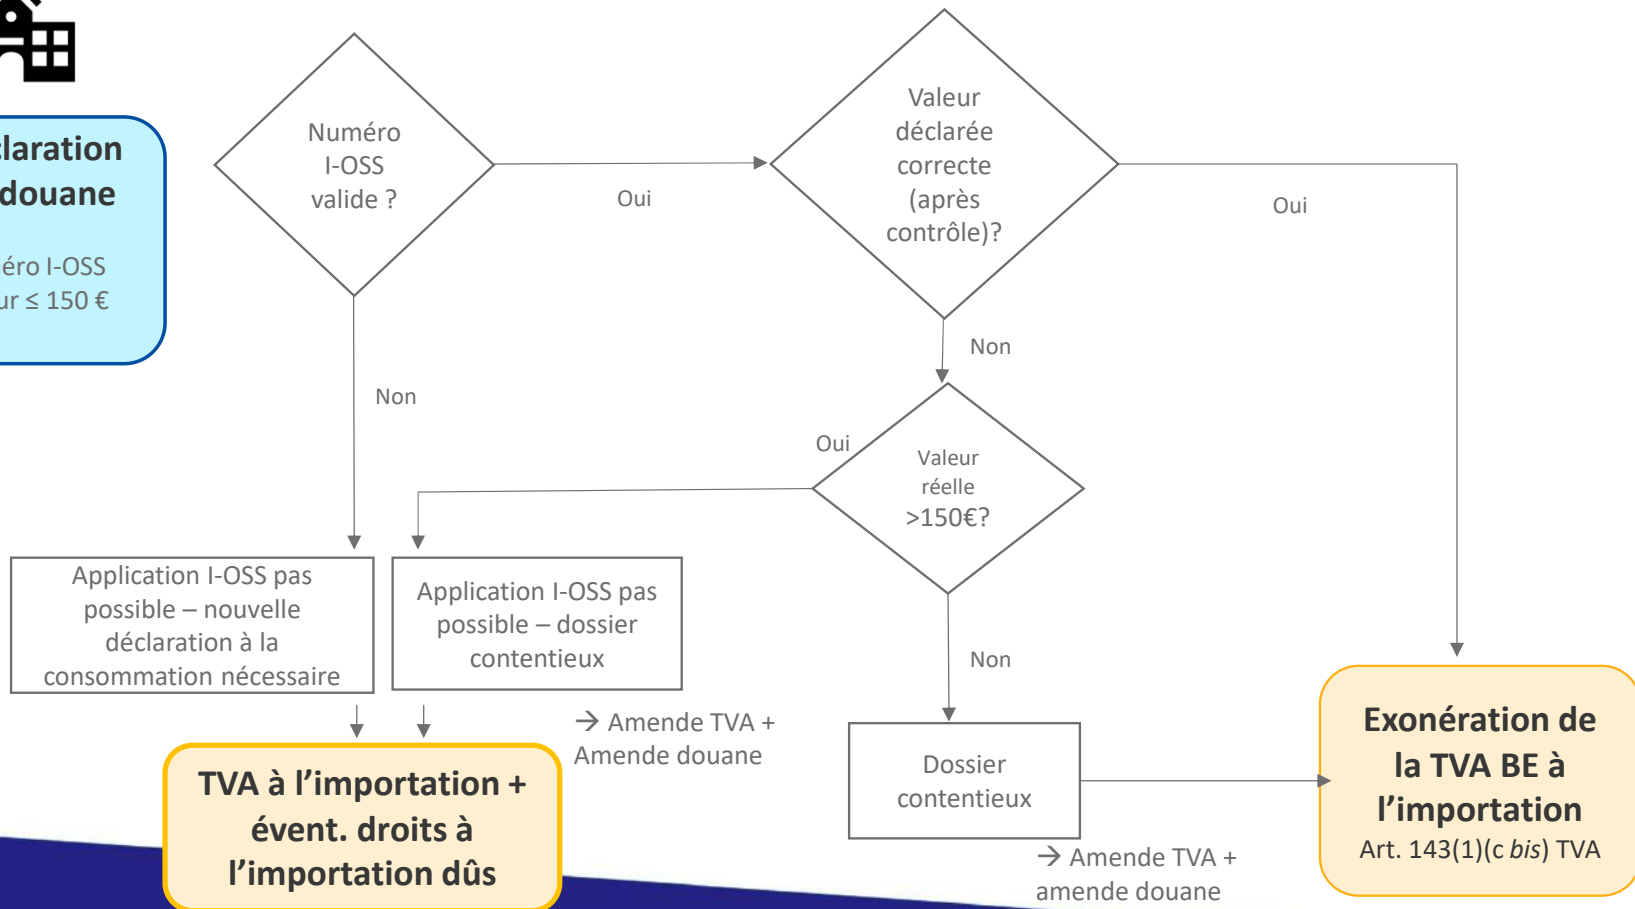 Numéro
I-OSS
valide ?
Oui
Valeur
déclarée
correcte
(après
contrôle)?
Oui
douane
I-OSS
≤ 150 €
Non
Non
Oui
Valeur
réelle
>150€?
Application I-OSS pas
possible – nouvelle
déclaration à la
consommation nécessaire
Application I-OSS pas
possible – dossier
contentieux
Non
→ Amende TVA +
Amende douane
TVA à l’importation +
évent. droits à
l’importation dûs
Dossier
contentieux
→ Amende TVA +
amende douane
Exonération de
la TVA BE à
l’importation
Art. 143(1)(c bis) TVA